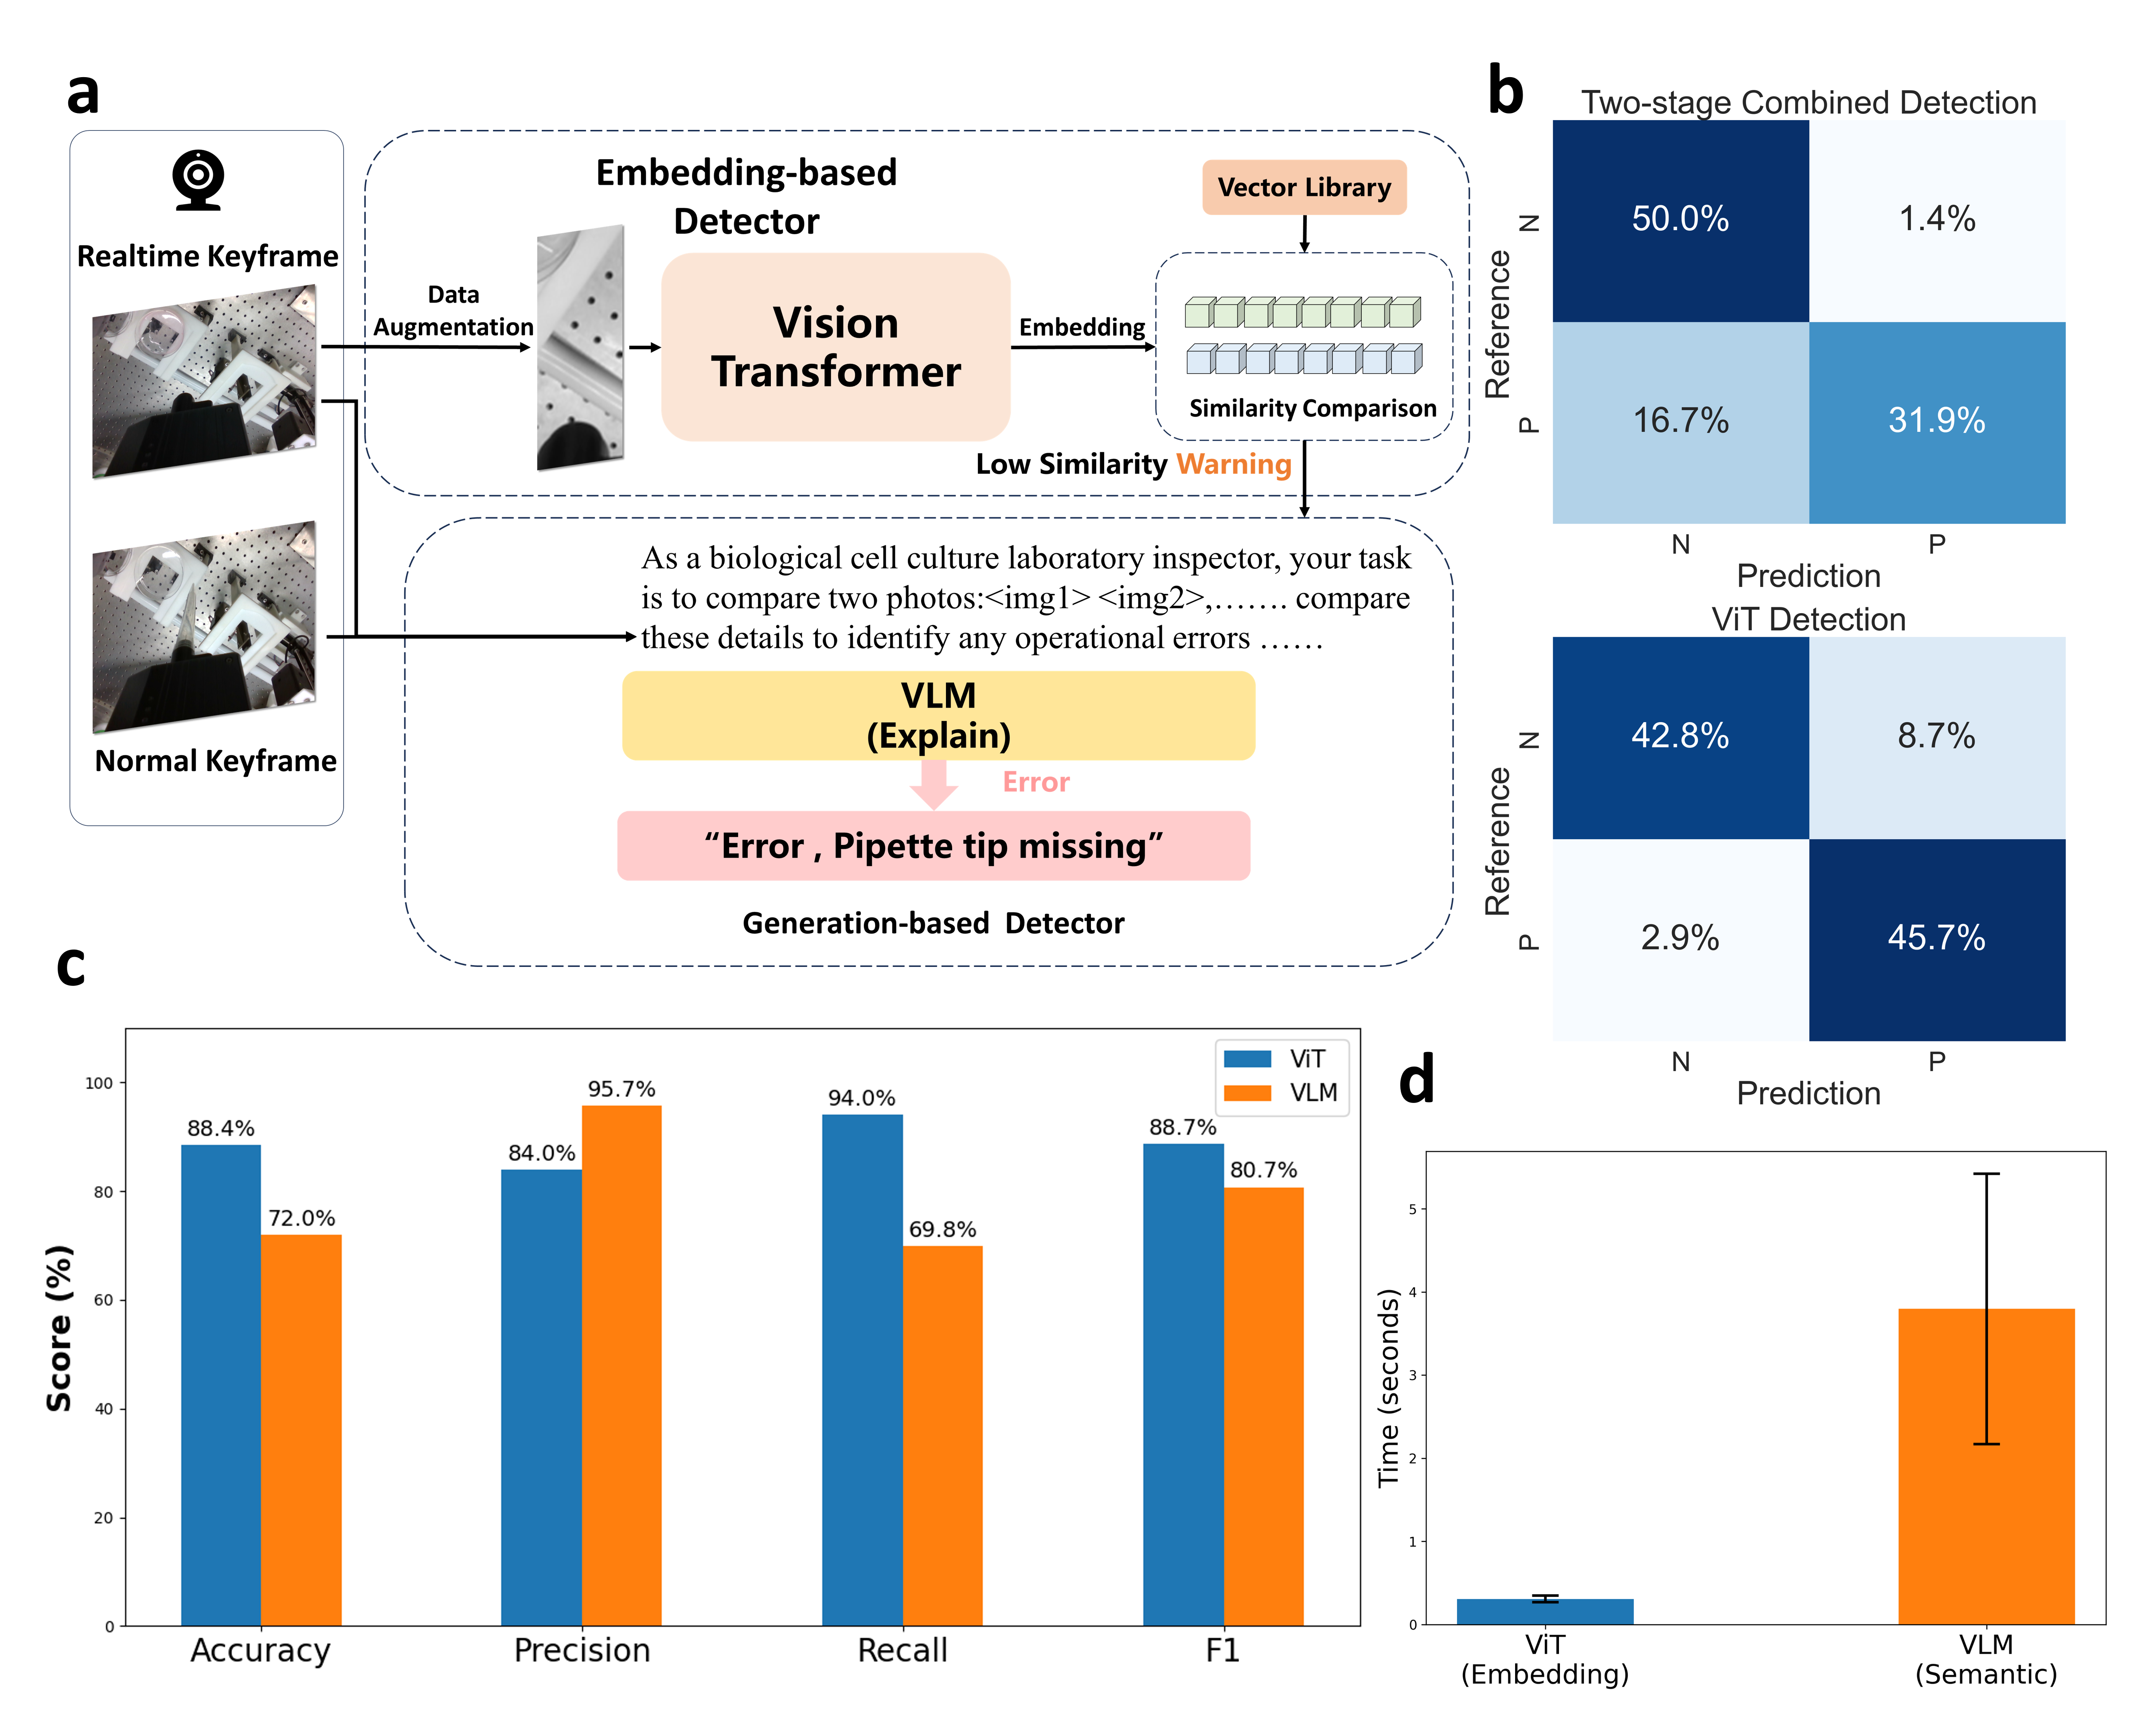 a
Realtime Keyframe
Normal Keyframe
Embedding-based
Detector
Data
Augmentation
Vision
Transformer
Embedding
Vector Library
Similarity Comparison
Low Similarity Warning
As a biological cell culture laboratory inspector, your task
is to compare two photos:<img1> <img2>,……. compare
these details to identify any operational errors ……
VLM
(Explain)
Error
“Error , Pipette tip missing”
Generation-based Detector
b
Two-stage Combined Detection
Reference
N
50.0%
1.4%
P
16.7%
31.9%
N
P
Prediction
ViT Detection
Reference
N
42.8%
8.7%
P
2.9%
45.7%
N
P
Prediction
c
Score (%)
100
80
60
40
20
0
ViT
VLM
88.4%
72.0%
84.0%
95.7%
94.0%
69.8%
88.7%
80.7%
Accuracy
Precision
Recall
F1
d
Time (seconds)
5
4
3
2
1
0
ViT
(Embedding)
VLM
(Semantic)